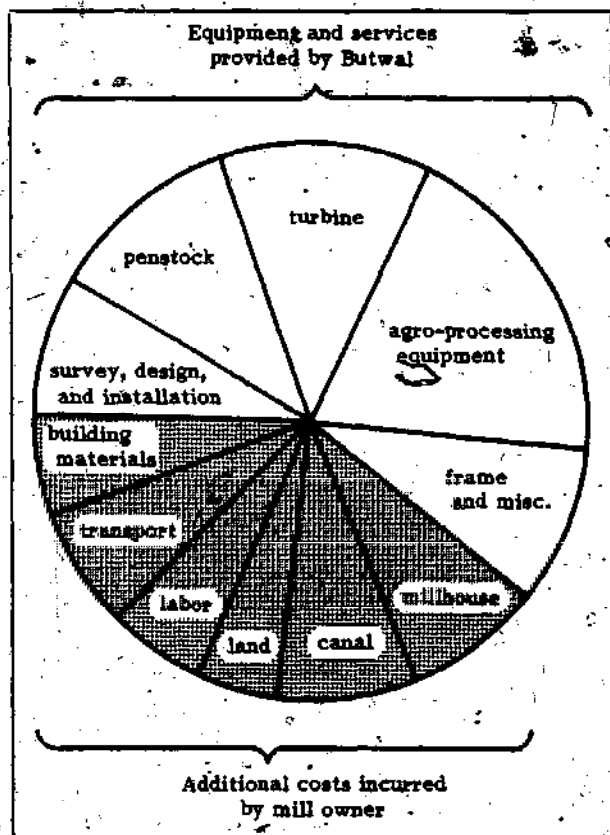 Equipment and services
provided by Butwal
turbine
penstock
agro-processing
equipment
survey, design,
and installation
building
materials
frame
and misc.
transport
millhouse
labor
land
canal
Additional costs incurred
by mill owner